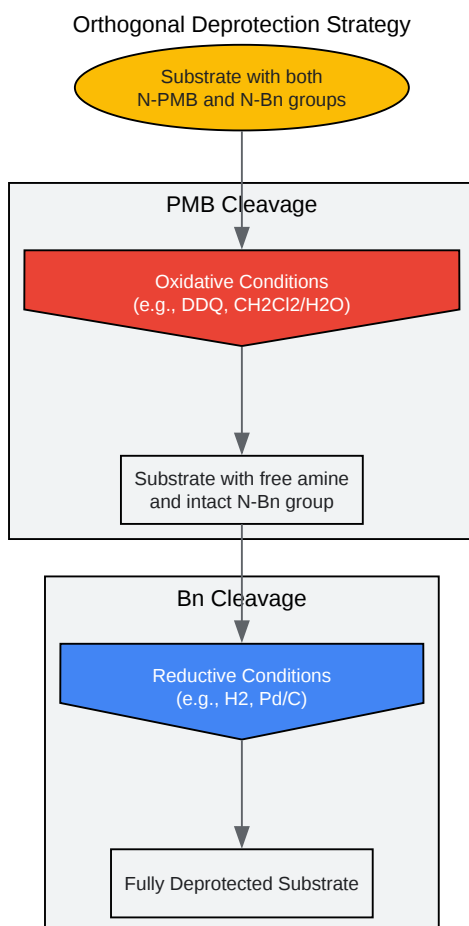 Orthogonal Deprotection Strategy
Substrate with both
N-PMB and N-Bn groups
PMB Cleavage
Oxidative Conditions
(e.g., DDQ, CH2Cl2/H2O)
Substrate with free amine
and intact N-Bn group
Bn Cleavage
Reductive Conditions
(e.g., H2, Pd/C)
Fully Deprotected Substrate